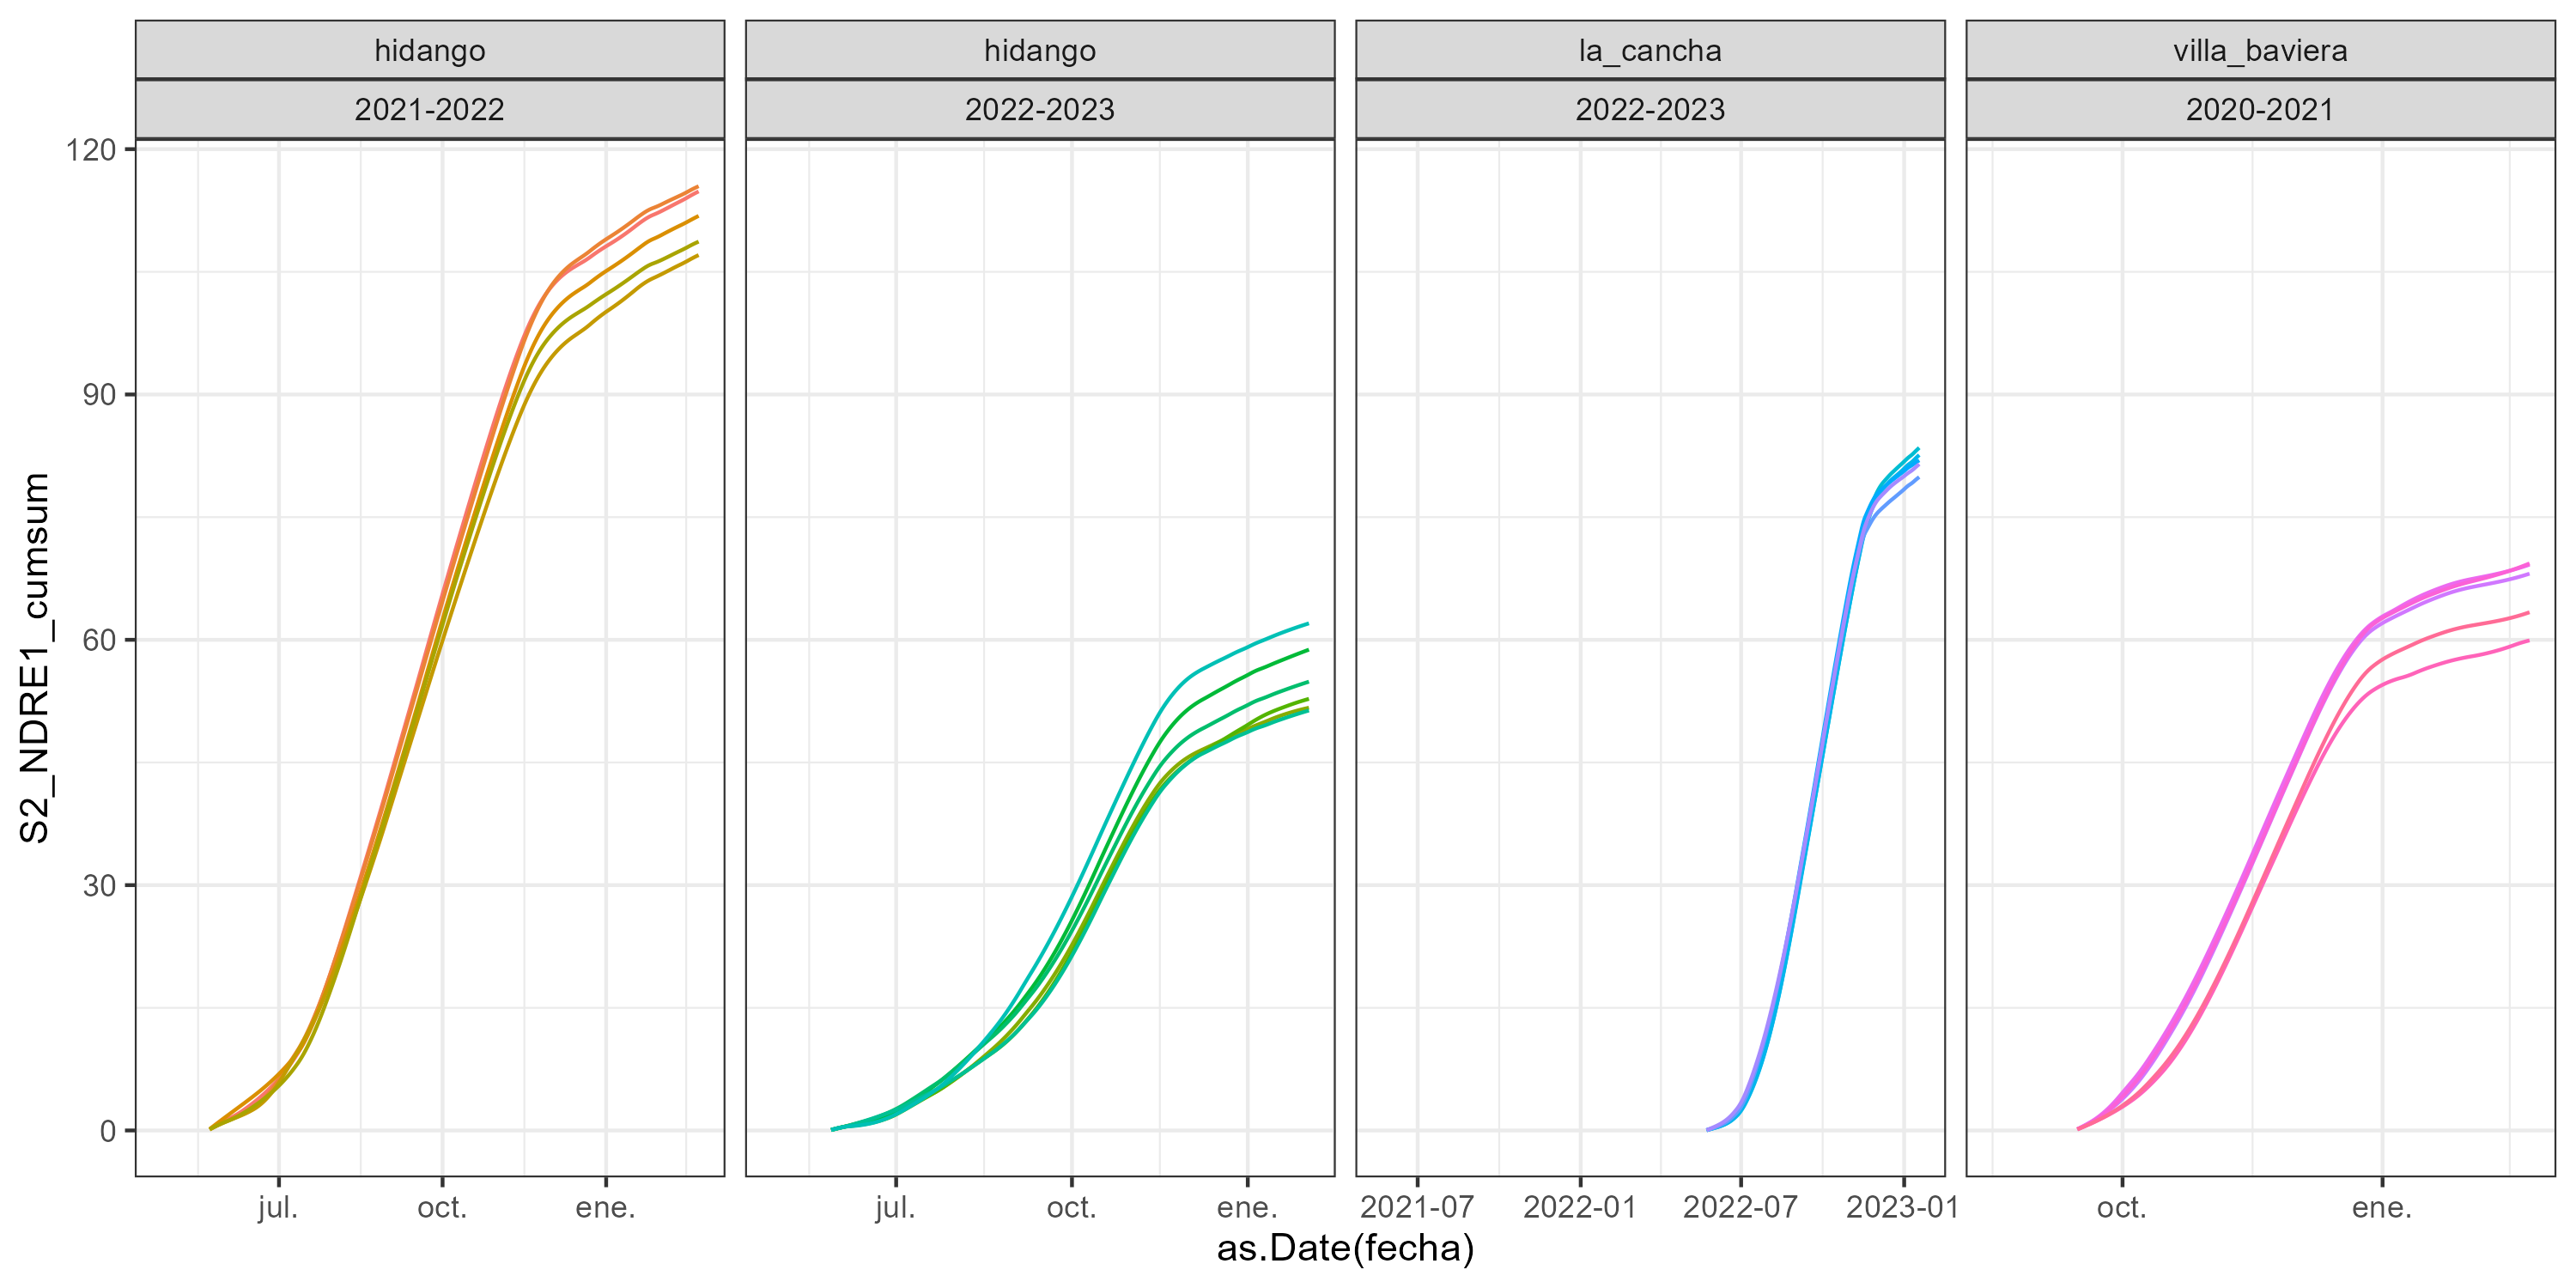 hidango hidango la_cancha villa_baviera
2021-2022 2022-2023 2022-2023 2020-2021
S2_NDRE1_cumsum
120
90
60
30
0
jul. oct. ene. jul. oct. ene. 2021-07 2022-01 2022-07 2023-01 oct. ene.
as.Date(fecha)